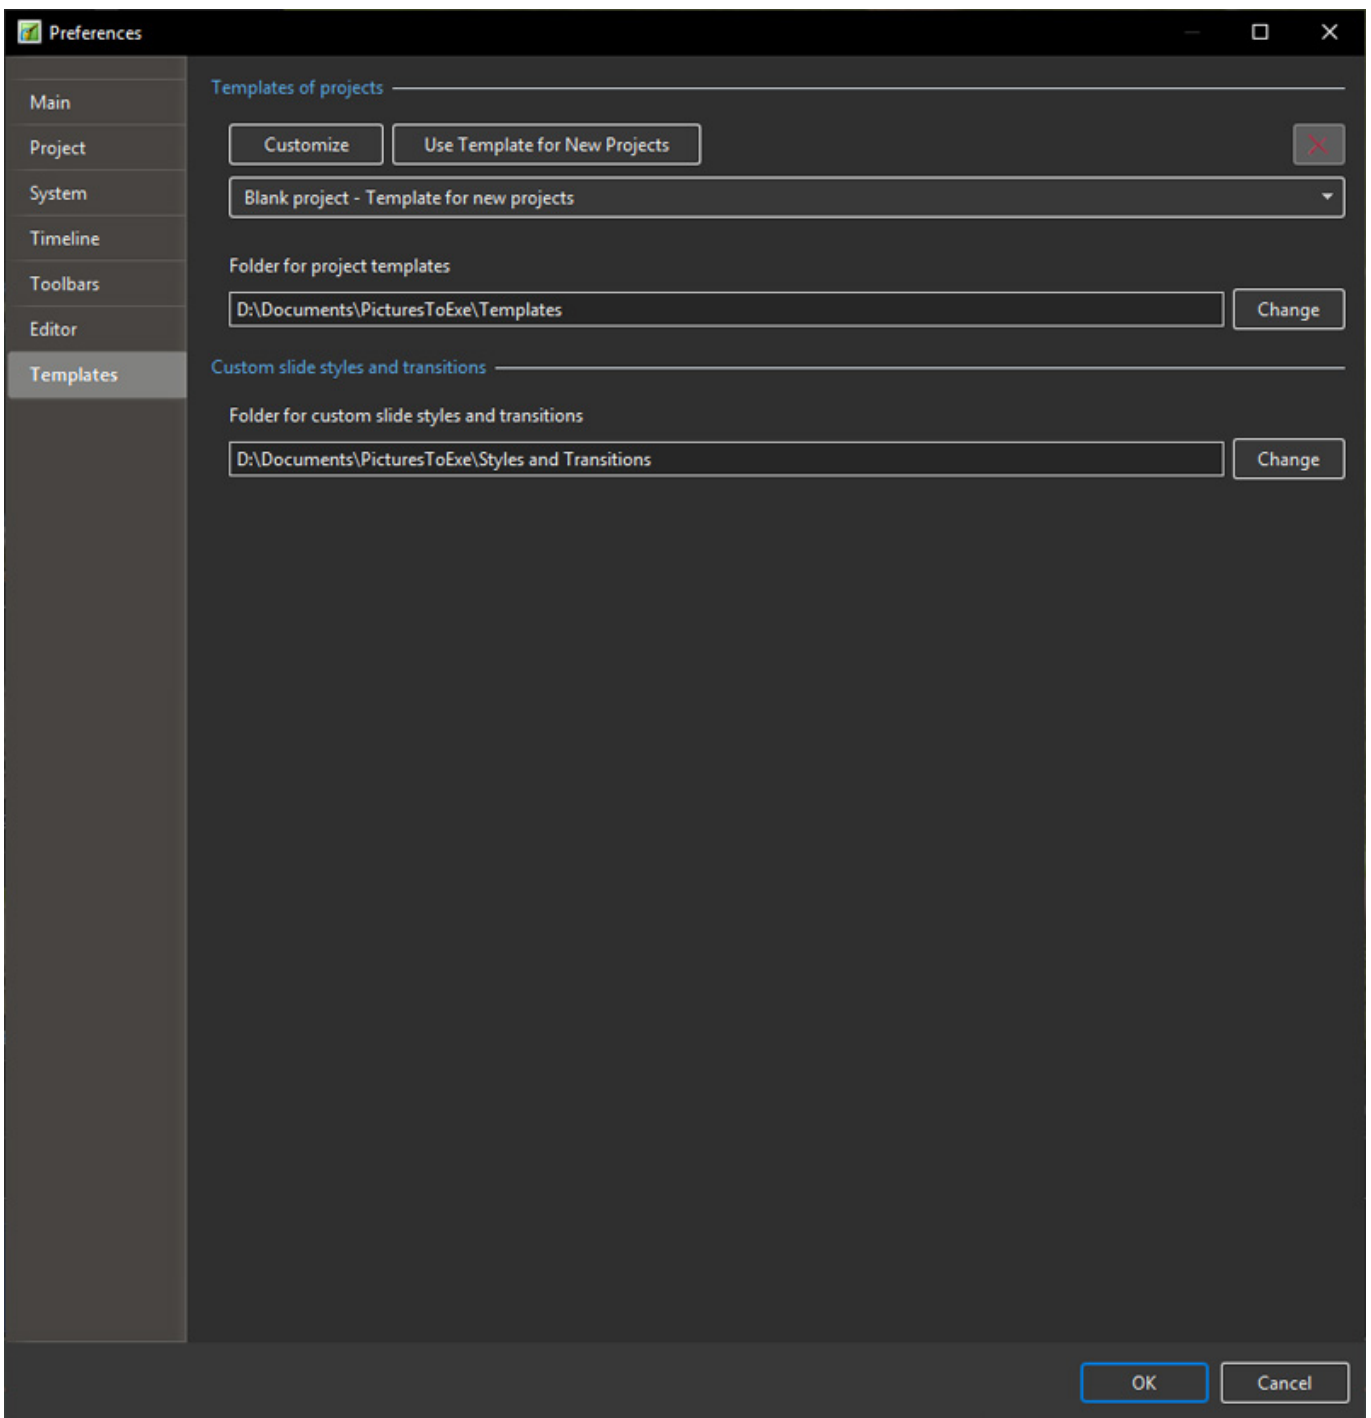 Preferences
Main
Project
System
Timeline
Toolbars
Editor
Templates
Templates of projects
Customize
Use Template for New Projects
Blank project - Template for new projects
Folder for project templates
D:\Documents\PicturesToExe\Templates
Change
Custom slide styles and transitions
Folder for custom slide styles and transitions
D:\Documents\PicturesToExe\Styles and Transitions
Change
OK
Cancel